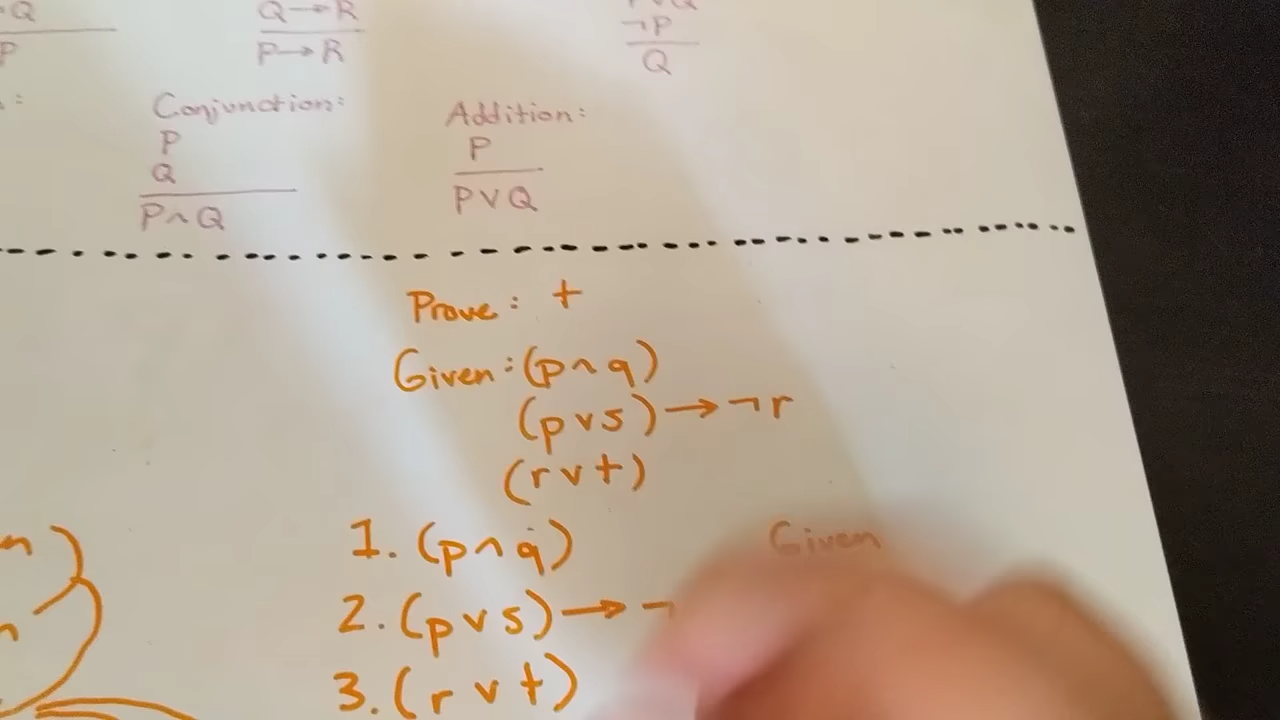 Q Q→R P∨Q
P P→R ¬P
Q
: Conjunction: Addition:
P P
Q P∨Q
P∧Q
Prove: t
Given: (p∧q)
(p∨s)→¬r
(r∨t)
1. (p∧q) Given
2. (p∨s)→¬
3. (r∨t)